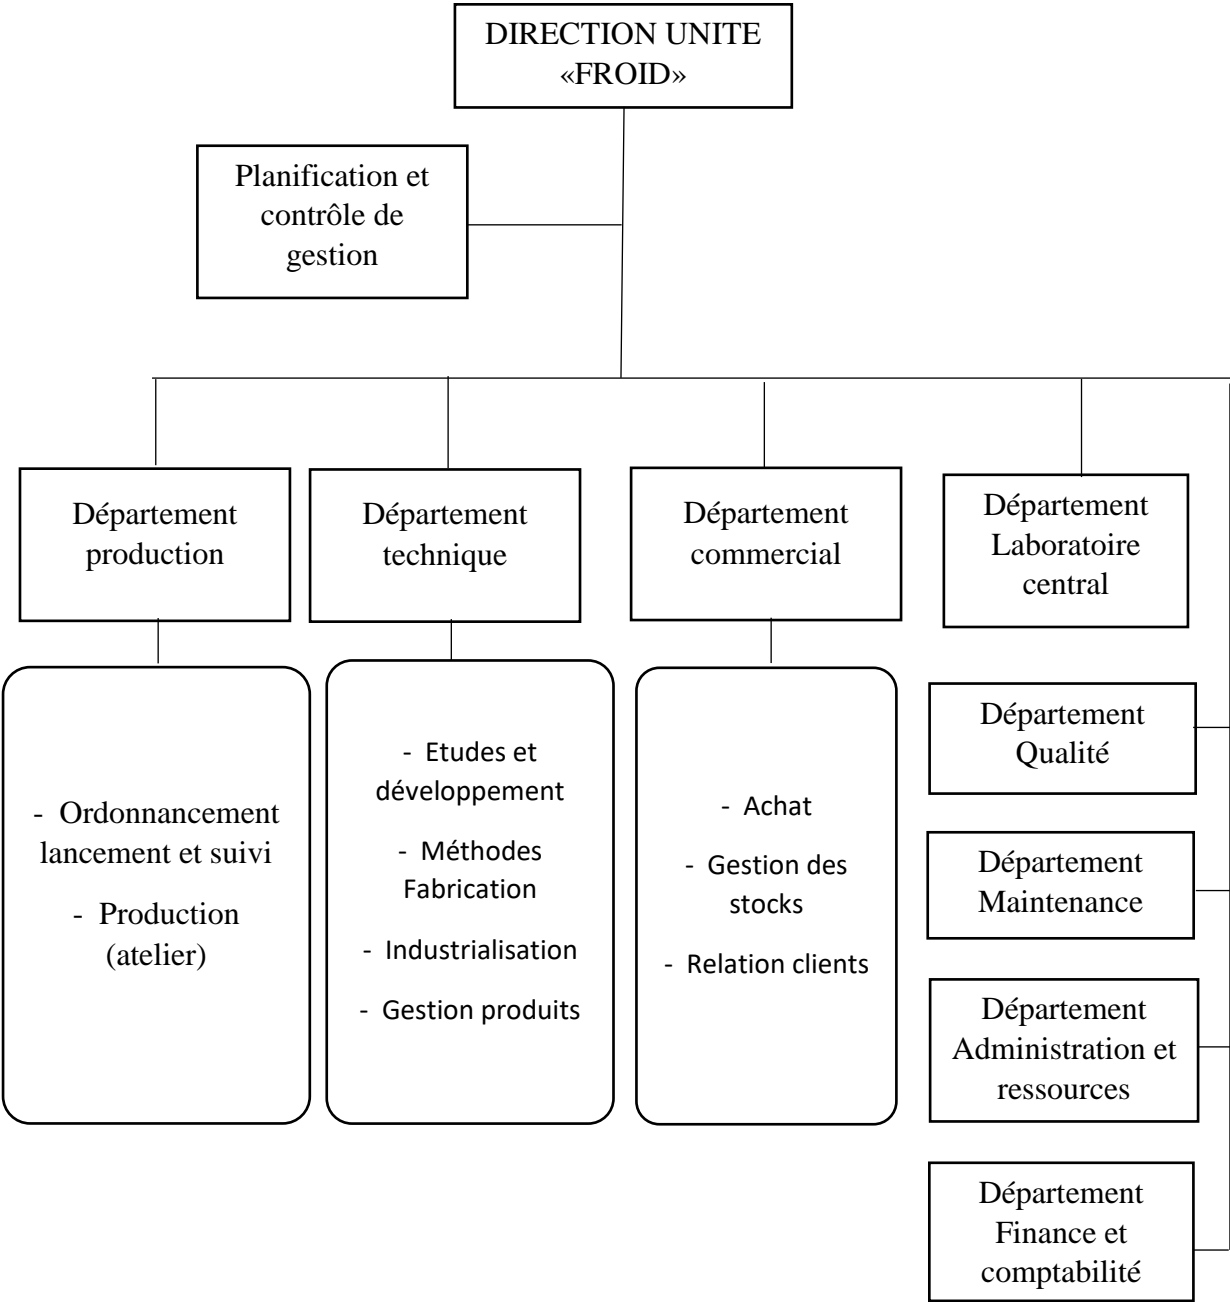 DIRECTION UNITE
«FROID»
Planification et
contrôle de
gestion
Département
production
Département
technique
Département
commercial
Département
Laboratoire
central
- Ordonnancement
lancement et suivi
- Production
(atelier)
- Etudes et
développement
- Méthodes
Fabrication
- Industrialisation
- Gestion produits
- Achat
- Gestion des
stocks
- Relation clients
Département
Qualité
Département
Maintenance
Département
Administration et
ressources
Département
Finance et
comptabilité